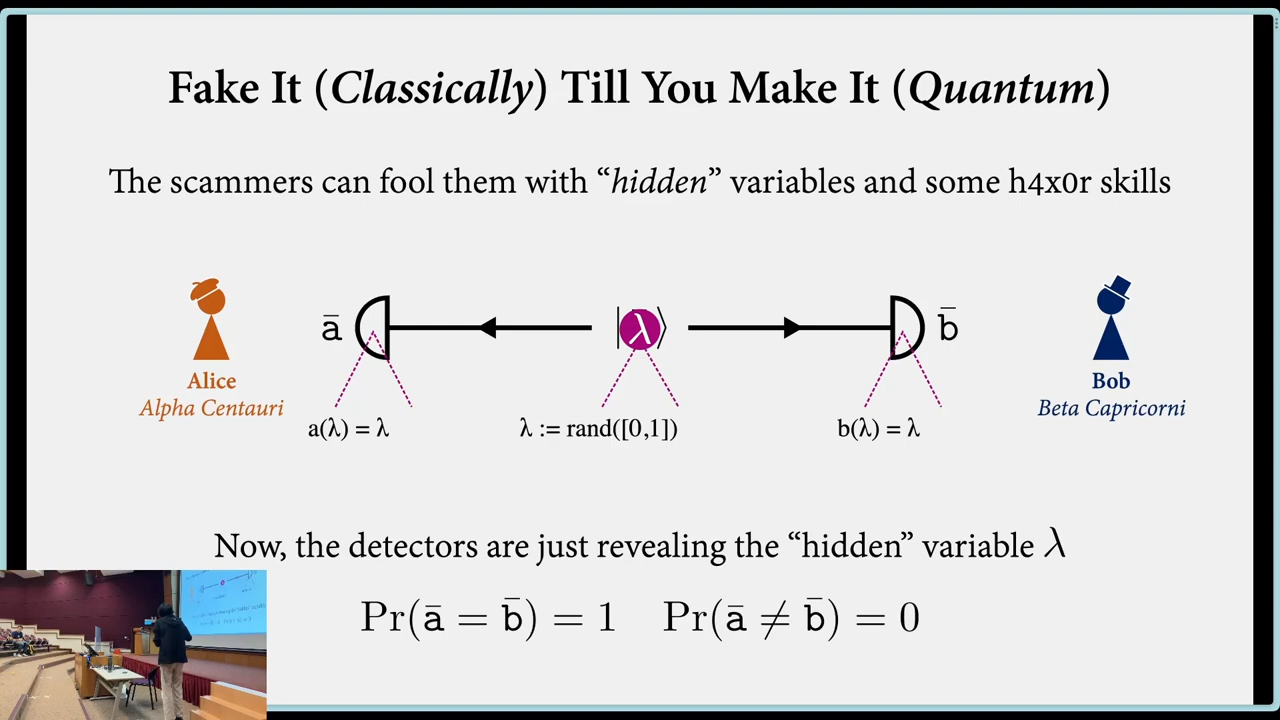 Fake It (Classically) Till You Make It (Quantum)
The scammers can fool them with “hidden” variables and some h4x0r skills
ā |λ⟩ b̄
Alice
Alpha Centauri
Bob
Beta Capricorni
a(λ) = λ λ := rand([0,1]) b(λ) = λ
Now, the detectors are just revealing the “hidden” variable λ
Pr(ā = b̄) = 1 Pr(ā ≠ b̄) = 0